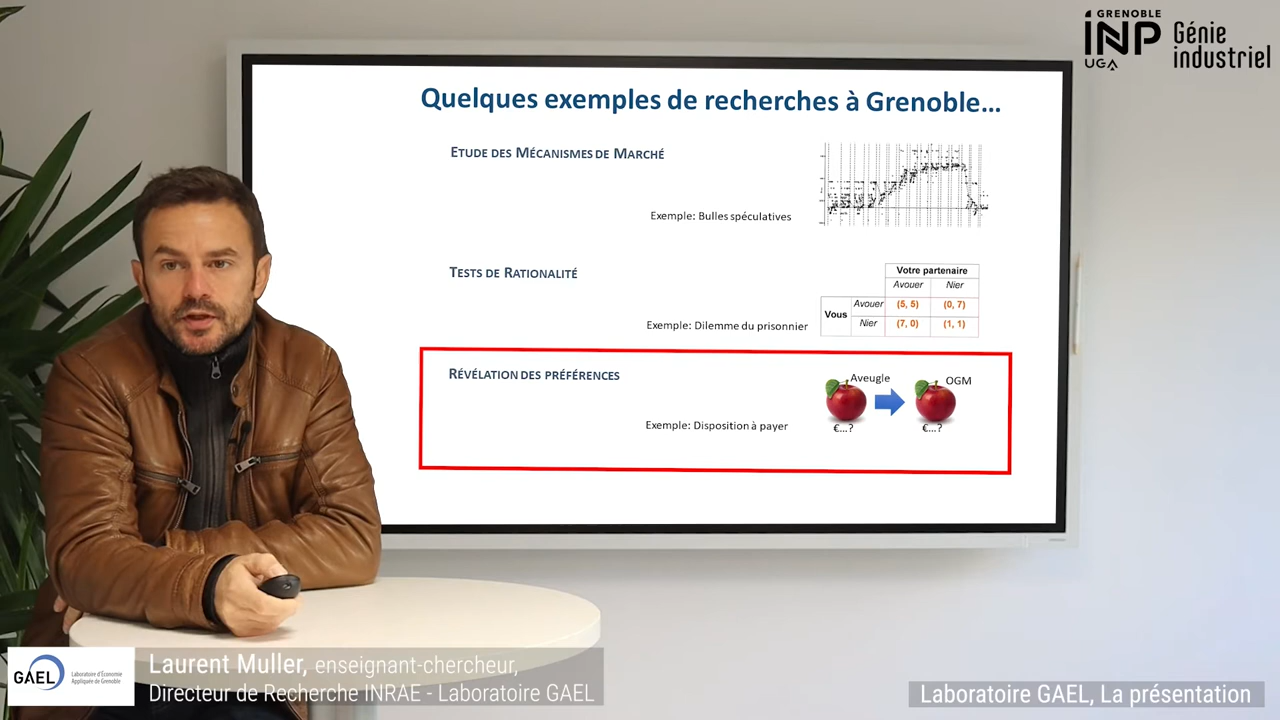 GRENOBLE
INP
UGA
Génie
industriel
Quelques exemples de recherches à Grenoble...
ETUDE DES MÉCANISMES DE MARCHÉ
Exemple: Bulles spéculatives
TESTS DE RATIONALITÉ
Exemple: Dilemme du prisonnier
Votre partenaire
Avouer Nier
Vous
Avouer (5, 5) (0, 7)
Nier (7, 0) (1, 1)
RÉVÉLATION DES PRÉFÉRENCES
Exemple: Disposition à payer
Aveugle
OGM
€...?
€...?
GAEL
Laboratoire d'Économie
Appliquée de Grenoble
Laurent Muller, enseignant-chercheur,
Directeur de Recherche INRAE - Laboratoire GAEL
Laboratoire GAEL, La présentation